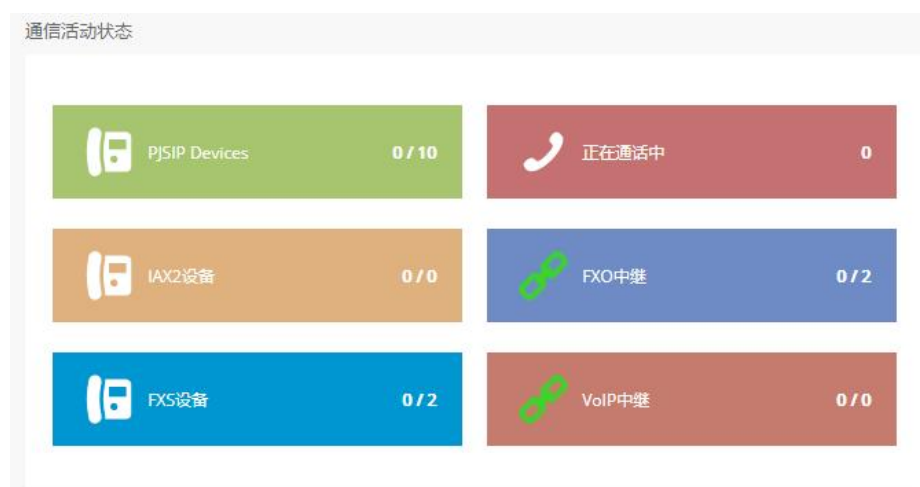 通信活动状态
PJSIP Devices 0 / 10
正在通话中 0
IAX2设备 0 / 0
FXO中继 0 / 2
FXS设备 0 / 2
VoIP中继 0 / 0